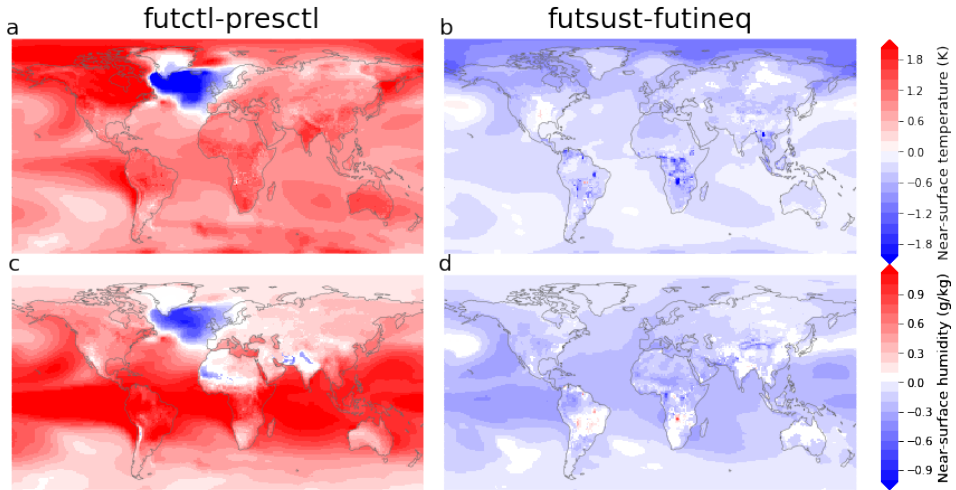 futctl-presctl
futsust-futineq
a
b
1.8
1.2
0.6
0.0
−0.6
−1.2
−1.8
Near-surface temperature (K)
c
d
0.9
0.6
0.3
0.0
−0.3
−0.6
−0.9
Near-surface humidity (g/kg)